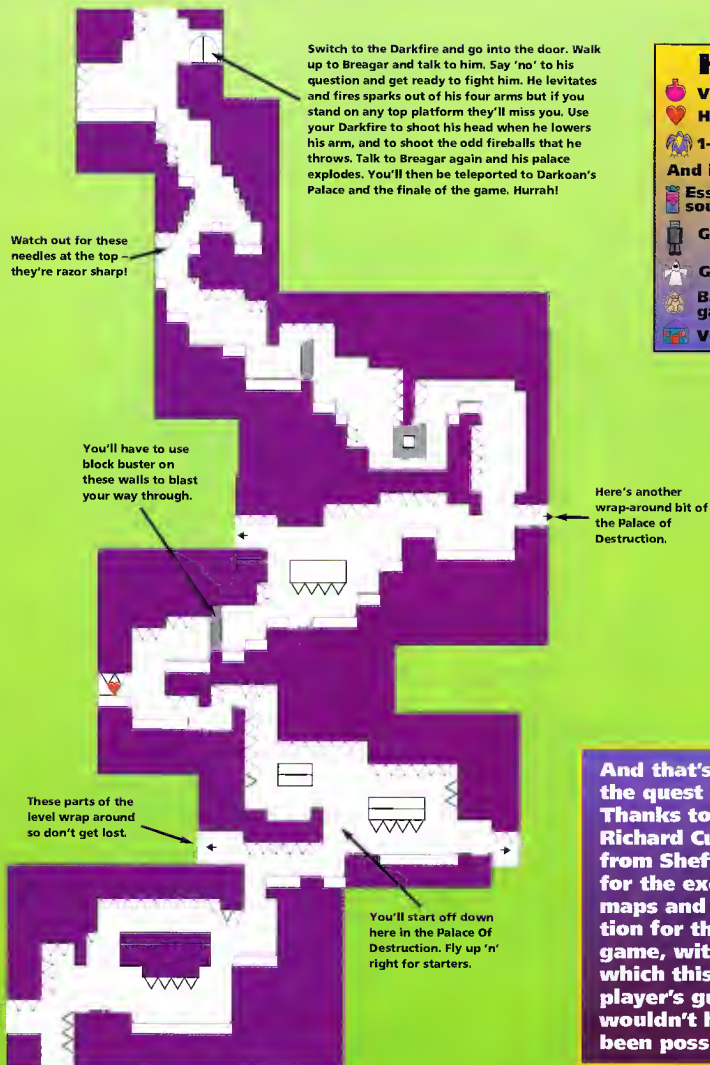 Switch to the Darkfire and go into the door. Walk
up to Breagar and talk to him. Say 'no' to his
question and get ready to fight him. He levitates
and fires sparks out of his four arms but if you
stand on any top platform they'll miss you. Use
your Darkfire to shoot his head when he lowers
his arm, and to shoot the odd fireballs that he
throws. Talk to Breagar again and his palace
explodes. You'll then be teleported to Darkoan's
Palace and the finale of the game. Hurrah!
V
H
1-
And i
Ess
sou
G
G
B
ga
V
Watch out for these
needles at the top –
they're razor sharp!
You'll have to use
block buster on
these walls to blast
your way through.
Here's another
wrap-around bit of
the Palace of
Destruction.
These parts of the
level wrap around
so don't get lost.
You'll start off down
here in the Palace Of
Destruction. Fly up 'n'
right for starters.
And that's
the quest
Thanks to
Richard Cu
from Shef
for the exc
maps and
tion for th
game, wit
which this
player's gu
wouldn't h
been poss